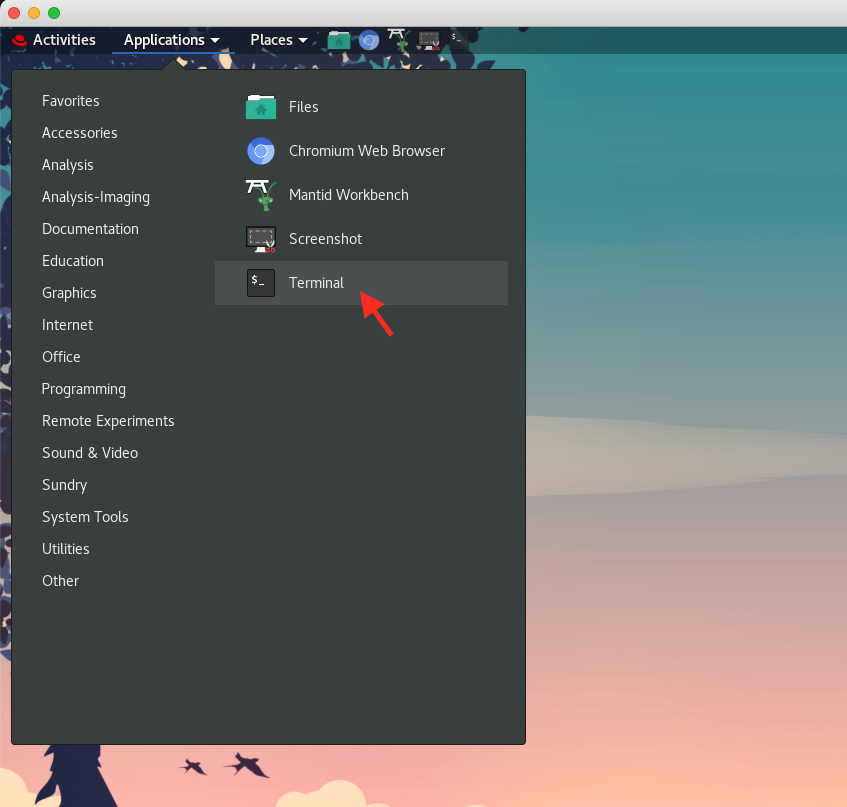 Activities Applications Places $_
Favorites
Accessories
Analysis
Analysis-Imaging
Documentation
Education
Graphics
Internet
Office
Programming
Remote Experiments
Sound & Video
Sundry
System Tools
Utilities
Other
Files
Chromium Web Browser
Mantid Workbench
Screenshot
$_ Terminal